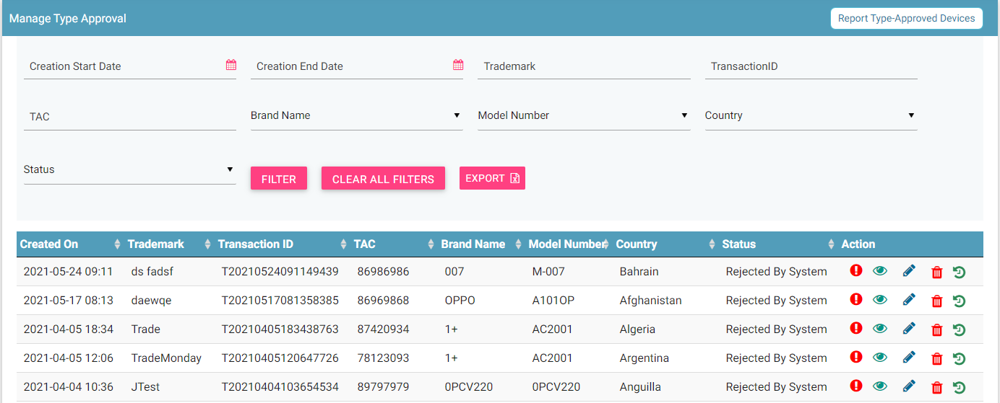 Manage Type Approval Report Type-Approved Devices
Creation Start Date Creation End Date Trademark TransactionID
TAC Brand Name Model Number Country
Status FILTER CLEAR ALL FILTERS EXPORT
Created On Trademark Transaction ID TAC Brand Name Model Number Country Status Action
2021-05-24 09:11 ds fadsf T20210524091149439 86986986 007 M-007 Bahrain Rejected By System
2021-05-17 08:13 daewqe T20210517081358385 86969868 OPPO A101OP Afghanistan Rejected By System
2021-04-05 18:34 Trade T20210405183438763 87420934 1+ AC2001 Algeria Rejected By System
2021-04-05 12:06 TradeMonday T20210405120647726 78123093 1+ AC2001 Argentina Rejected By System
2021-04-04 10:36 JTest T20210404103654534 89797979 0PCV220 0PCV220 Anguilla Rejected By System